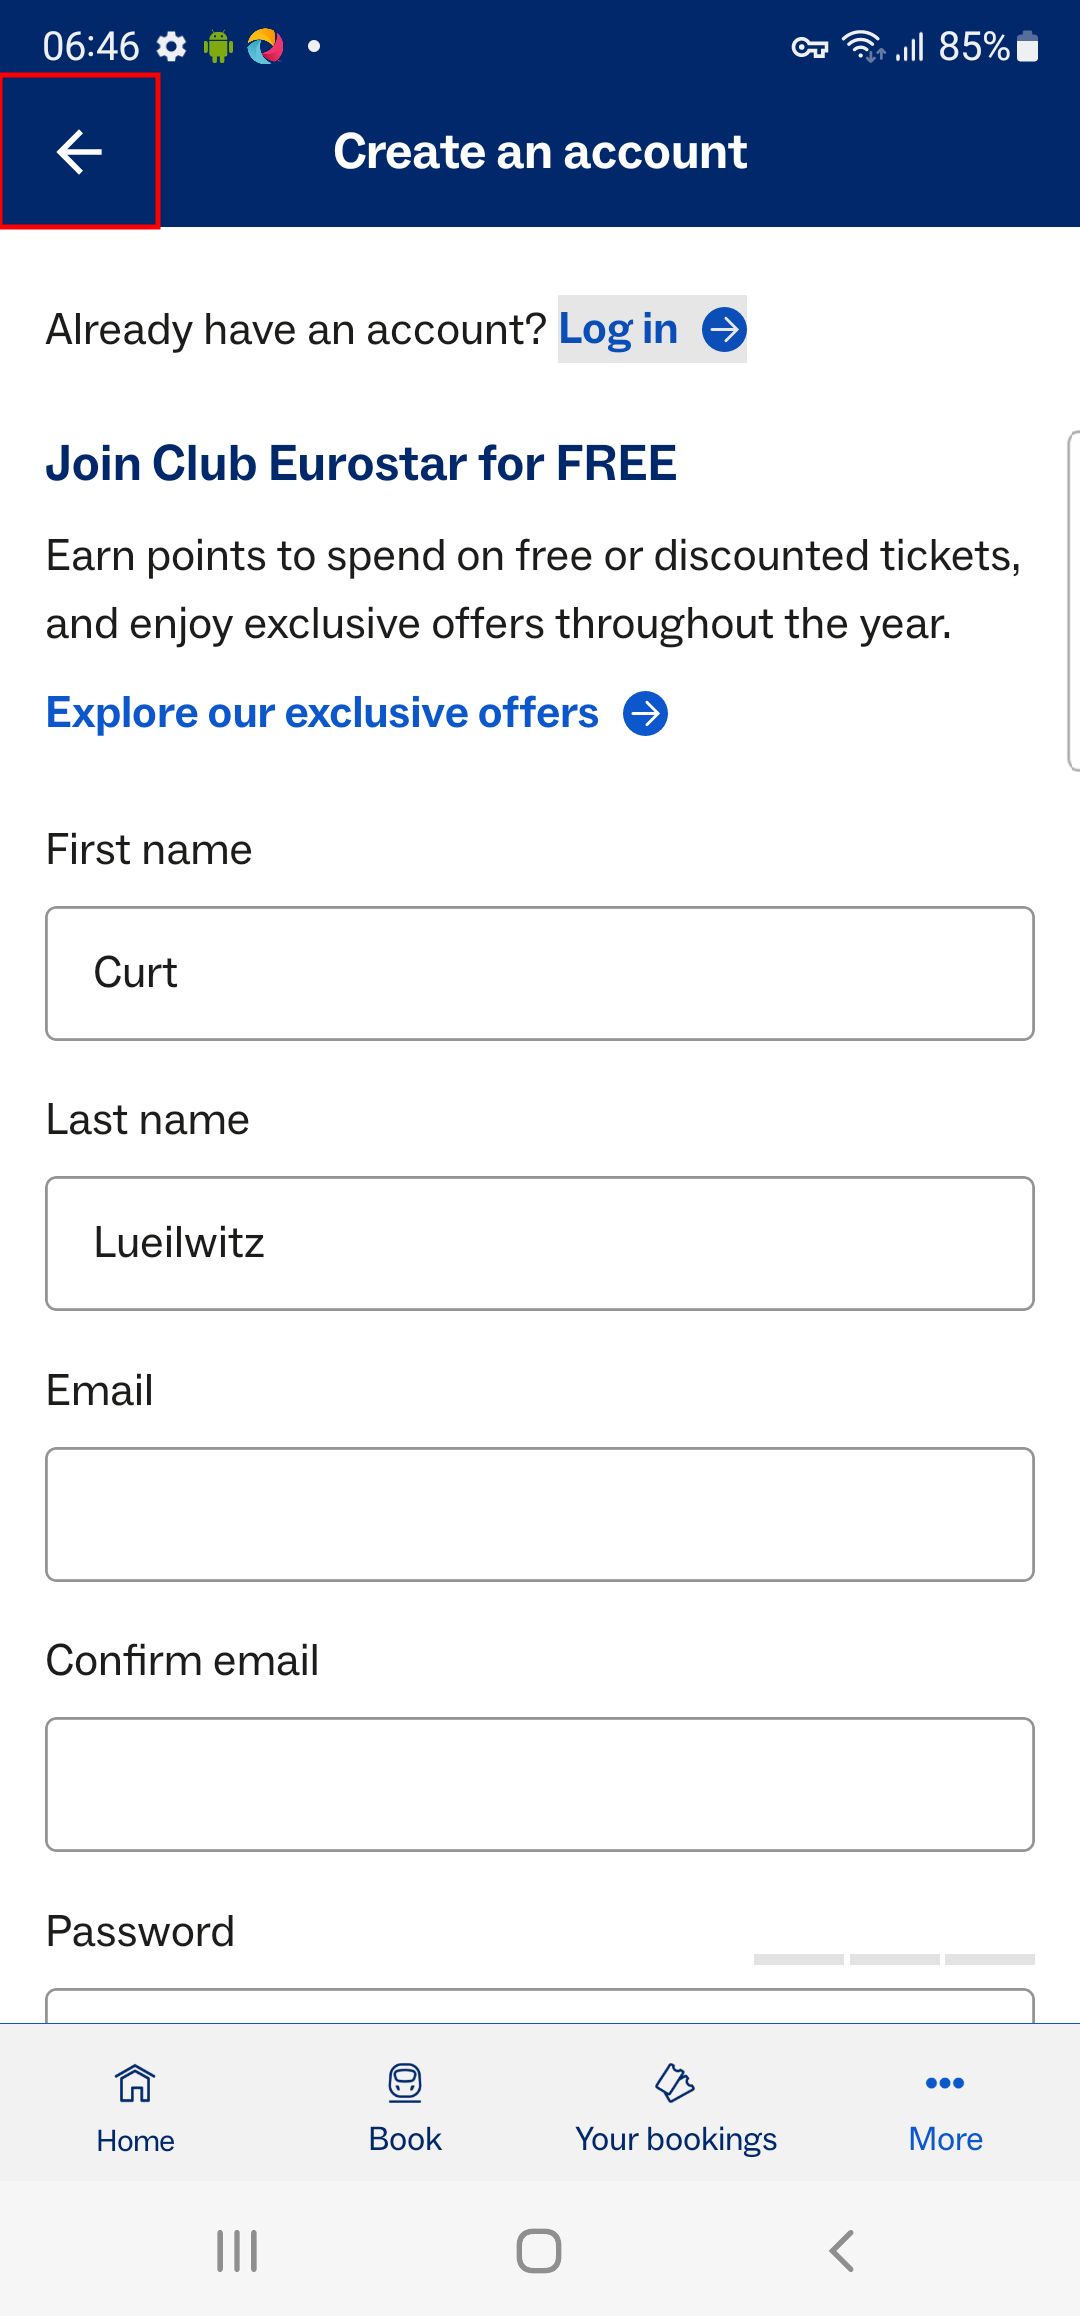 06:46
85%
Create an account
Already have an account? Log in
Join Club Eurostar for FREE
Earn points to spend on free or discounted tickets,
and enjoy exclusive offers throughout the year.
Explore our exclusive offers
First name
Curt
Last name
Lueilwitz
Email
Confirm email
Password
Home
Book
Your bookings
More